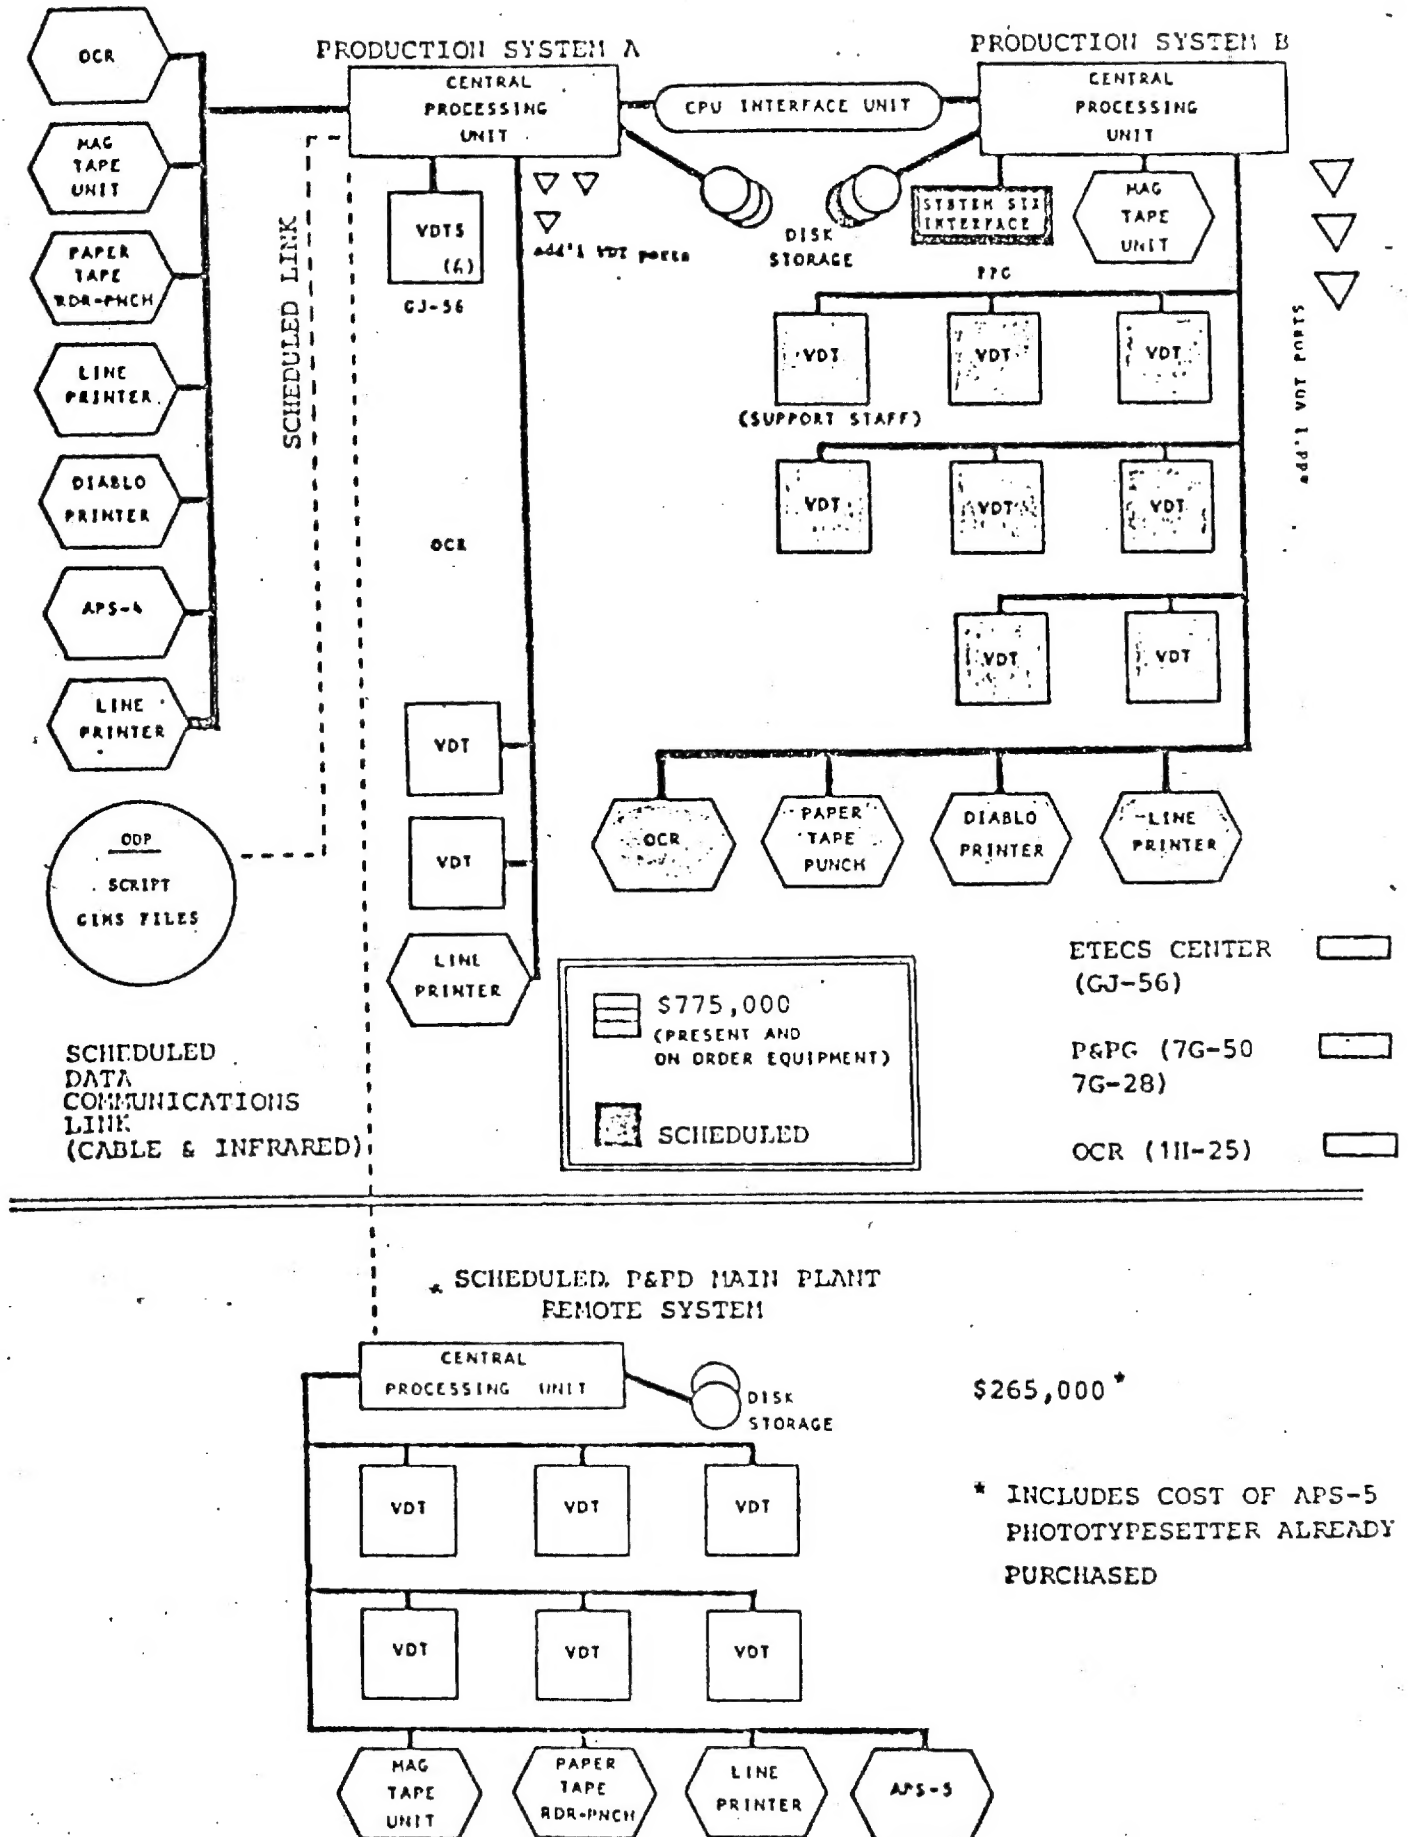 OCR
MAG
TAPE
UNIT
PAPER
TAPE
RDR-PNCH
LINE
PRINTER
DIABLO
PRINTER
APS-4
LINE
PRINTER
ODP
SCRIPT
GIMS FILES
SCHEDULED LINK
PRODUCTION SYSTEM A
CENTRAL
PROCESSING
UNIT
CPU INTERFACE UNIT
PRODUCTION SYSTEM B
CENTRAL
PROCESSING
UNIT
VDTS
GJ-56
add'l VDT ports
DISK
STORAGE
SYSTEM SIX
INTERFACE
MAG
TAPE
UNIT
PPG
add'l VDT PORTS
VDT
VDT
VDT
(SUPPORT STAFF)
VDT
VDT
VDT
OCR
VDT
VDT
VDT
VDT
LINE
PRINTER
OCR
PAPER
TAPE
PUNCH
DIABLO
PRINTER
LINE
PRINTER
$775,000
(PRESENT AND
ON ORDER EQUIPMENT)
SCHEDULED
ETECS CENTER
(GJ-56)
P&PG (7G-50
7G-28)
OCR (1H-25)
SCHEDULED
DATA
COMMUNICATIONS
LINK
(CABLE & INFRARED)
* SCHEDULED P&PD MAIN PLANT
REMOTE SYSTEM
CENTRAL
PROCESSING UNIT
DISK
STORAGE
$265,000*
VDT
VDT
VDT
* INCLUDES COST OF APS-5
PHOTOTYPESETTER ALREADY
PURCHASED
VDT
VDT
VDT
MAG
TAPE
UNIT
PAPER
TAPE
RDR-PNCH
LINE
PRINTER
APS-5